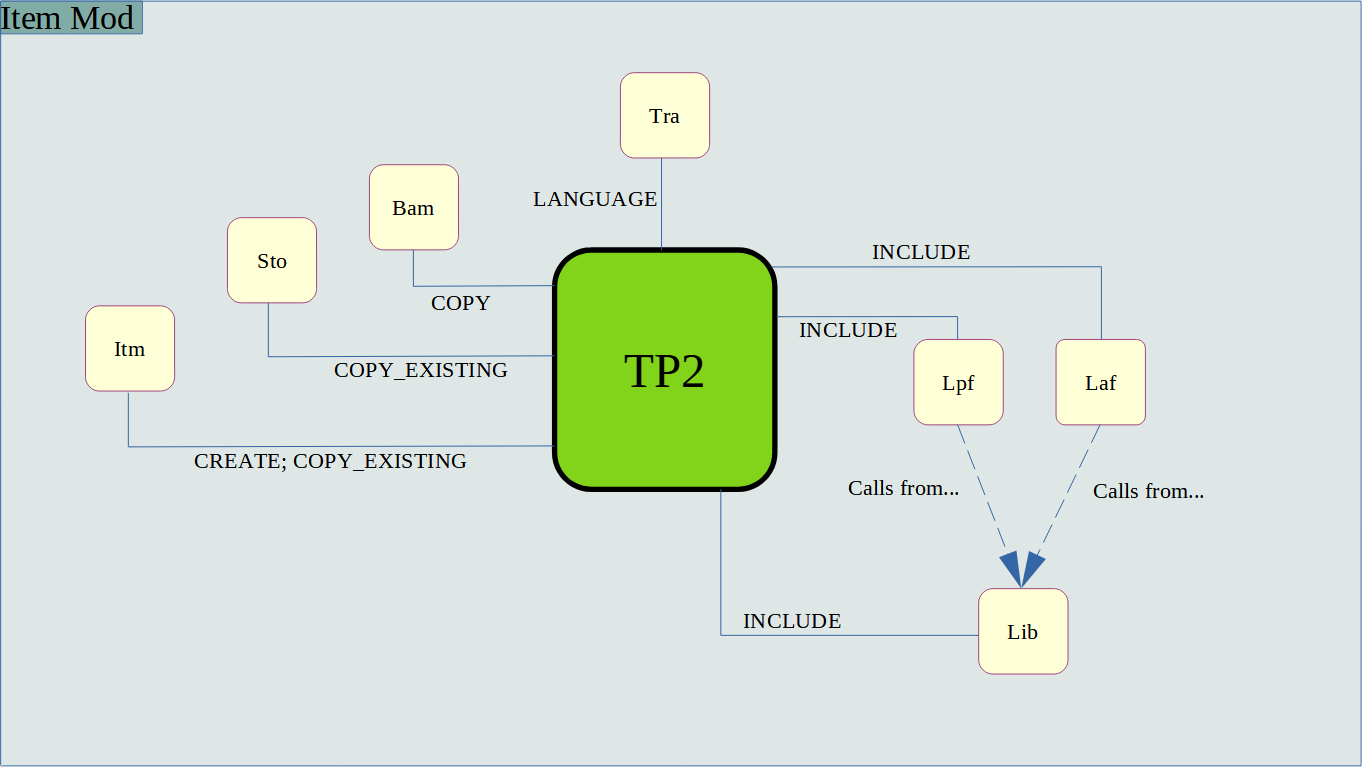 Item Mod
Tra
Bam
LANGUAGE
Sto
INCLUDE
COPY
INCLUDE
Itm
COPY_EXISTING
TP2
Lpf
Laf
CREATE; COPY_EXISTING
Calls from...
Calls from...
INCLUDE
Lib